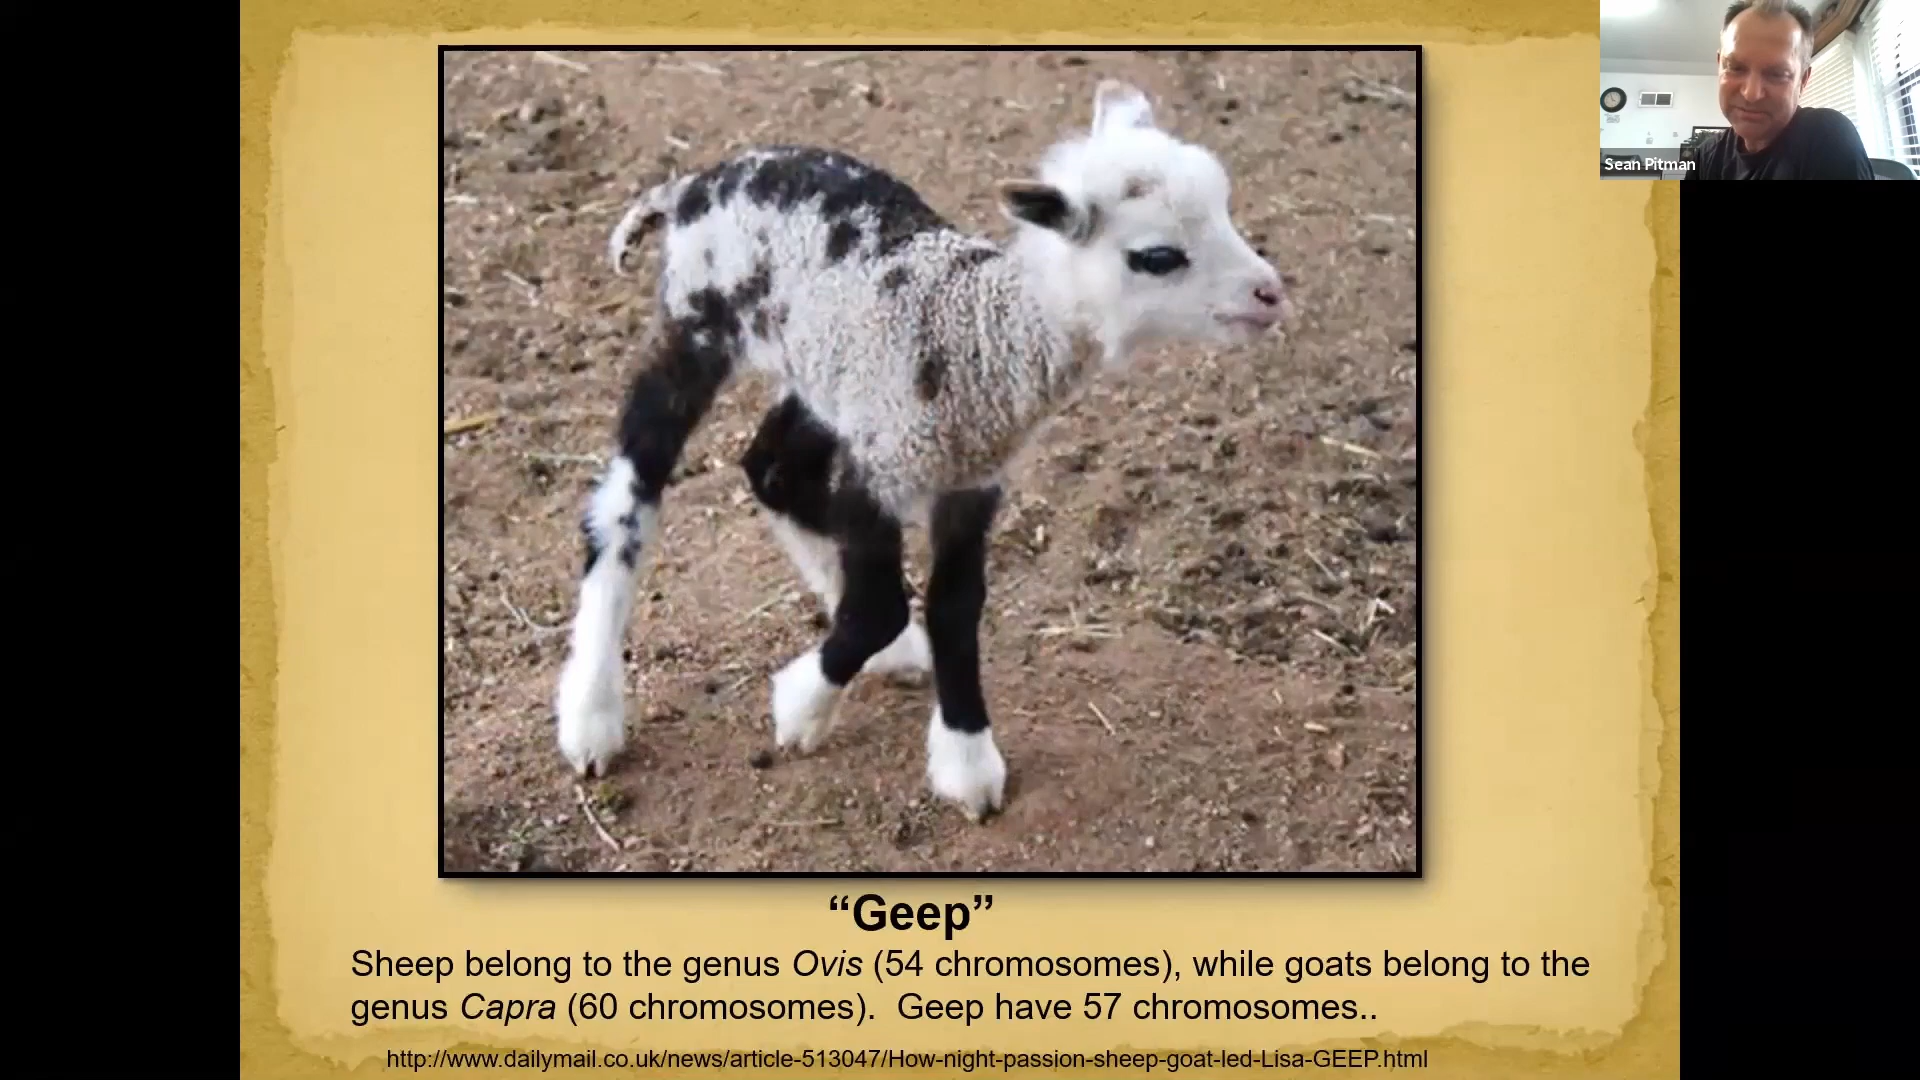 Sean Pitman
“Geep”
Sheep belong to the genus Ovis (54 chromosomes), while goats belong to the
genus Capra (60 chromosomes).  Geep have 57 chromosomes..
http://www.dailymail.co.uk/news/article-513047/How-night-passion-sheep-goat-led-Lisa-GEEP.html